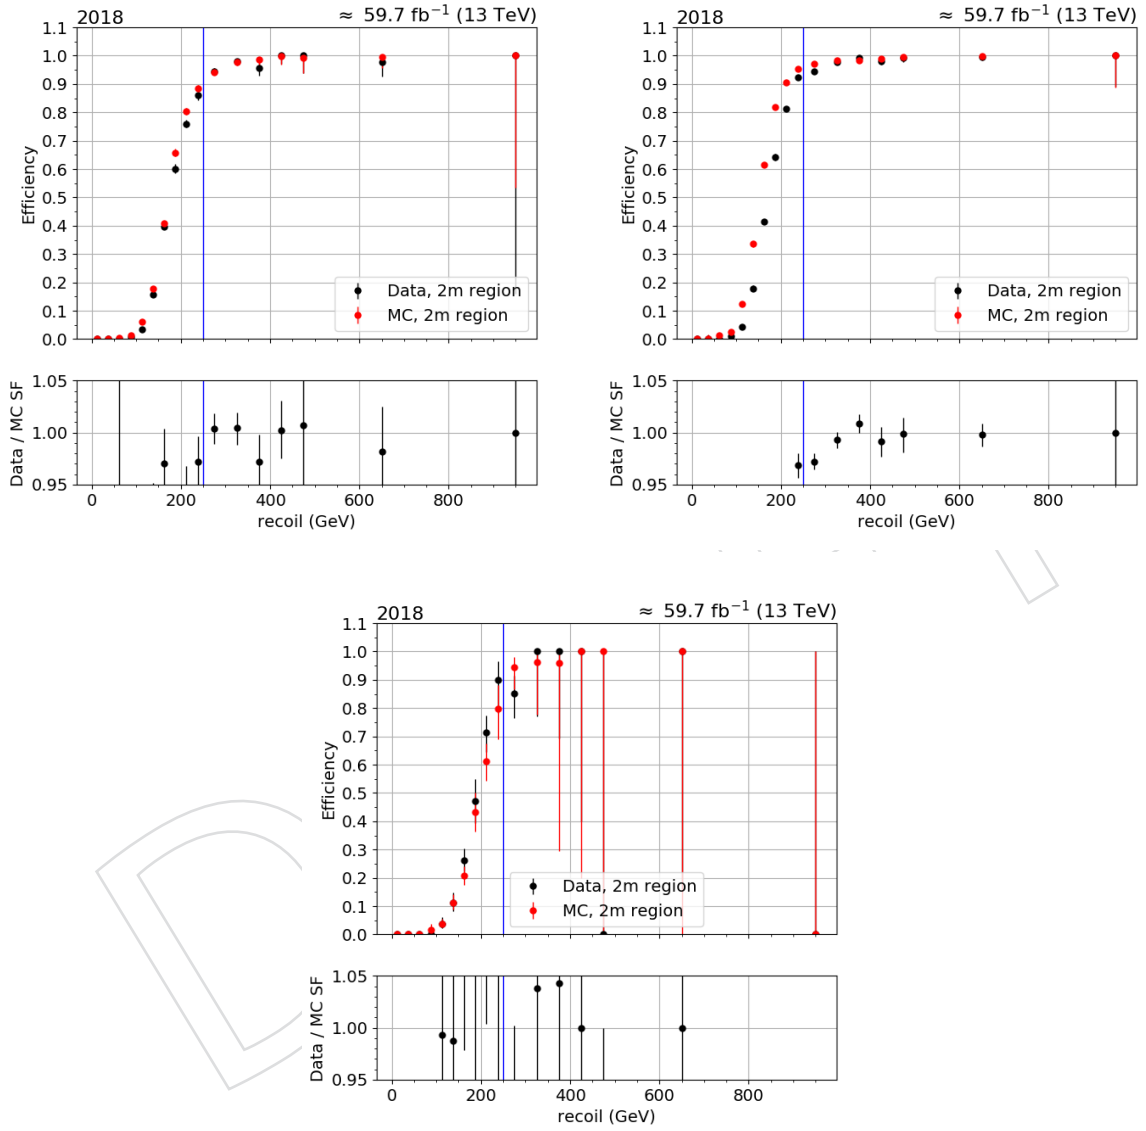 2018 ≈ 59.7 fb⁻¹ (13 TeV)
1.1
1.0
0.9
0.8
0.7
0.6
0.5
0.4
0.3
0.2
0.1
0.0
Efficiency
Data, 2m region
MC, 2m region
1.05
1.00
0.95
Data / MC SF
0 200 400 600 800
recoil (GeV)
2018 ≈ 59.7 fb⁻¹ (13 TeV)
1.1
1.0
0.9
0.8
0.7
0.6
0.5
0.4
0.3
0.2
0.1
0.0
Efficiency
Data, 2m region
MC, 2m region
1.05
1.00
0.95
Data / MC SF
0 200 400 600 800
recoil (GeV)
2018 ≈ 59.7 fb⁻¹ (13 TeV)
1.1
1.0
0.9
0.8
0.7
0.6
0.5
0.4
0.3
0.2
0.1
0.0
Efficiency
Data, 2m region
MC, 2m region
1.05
1.00
0.95
Data / MC SF
0 200 400 600 800
recoil (GeV)